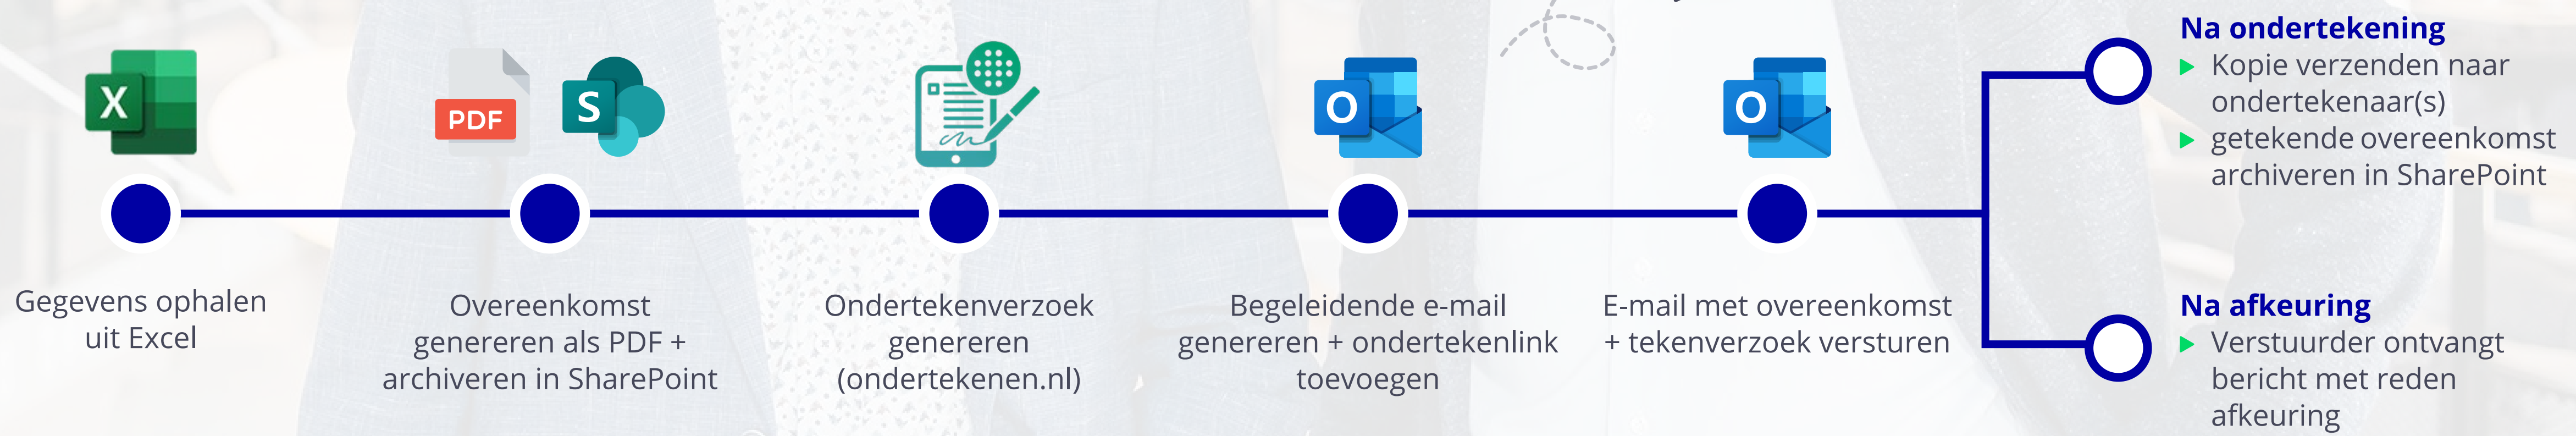 X
PDF
S
O
O
Gegevens ophalen
uit Excel
Overeenkomst
genereren als PDF +
archiveren in SharePoint
Ondertekenverzoek
genereren
(ondertekenen.nl)
Begeleidende e-mail
genereren + ondertekenlink
toevoegen
E-mail met overeenkomst
+ tekenverzoek versturen
Na ondertekening
Kopie verzenden naar
ondertekenaar(s)
getekende overeenkomst
archiveren in SharePoint
Na afkeuring
Verstuurder ontvangt
bericht met reden
afkeuring